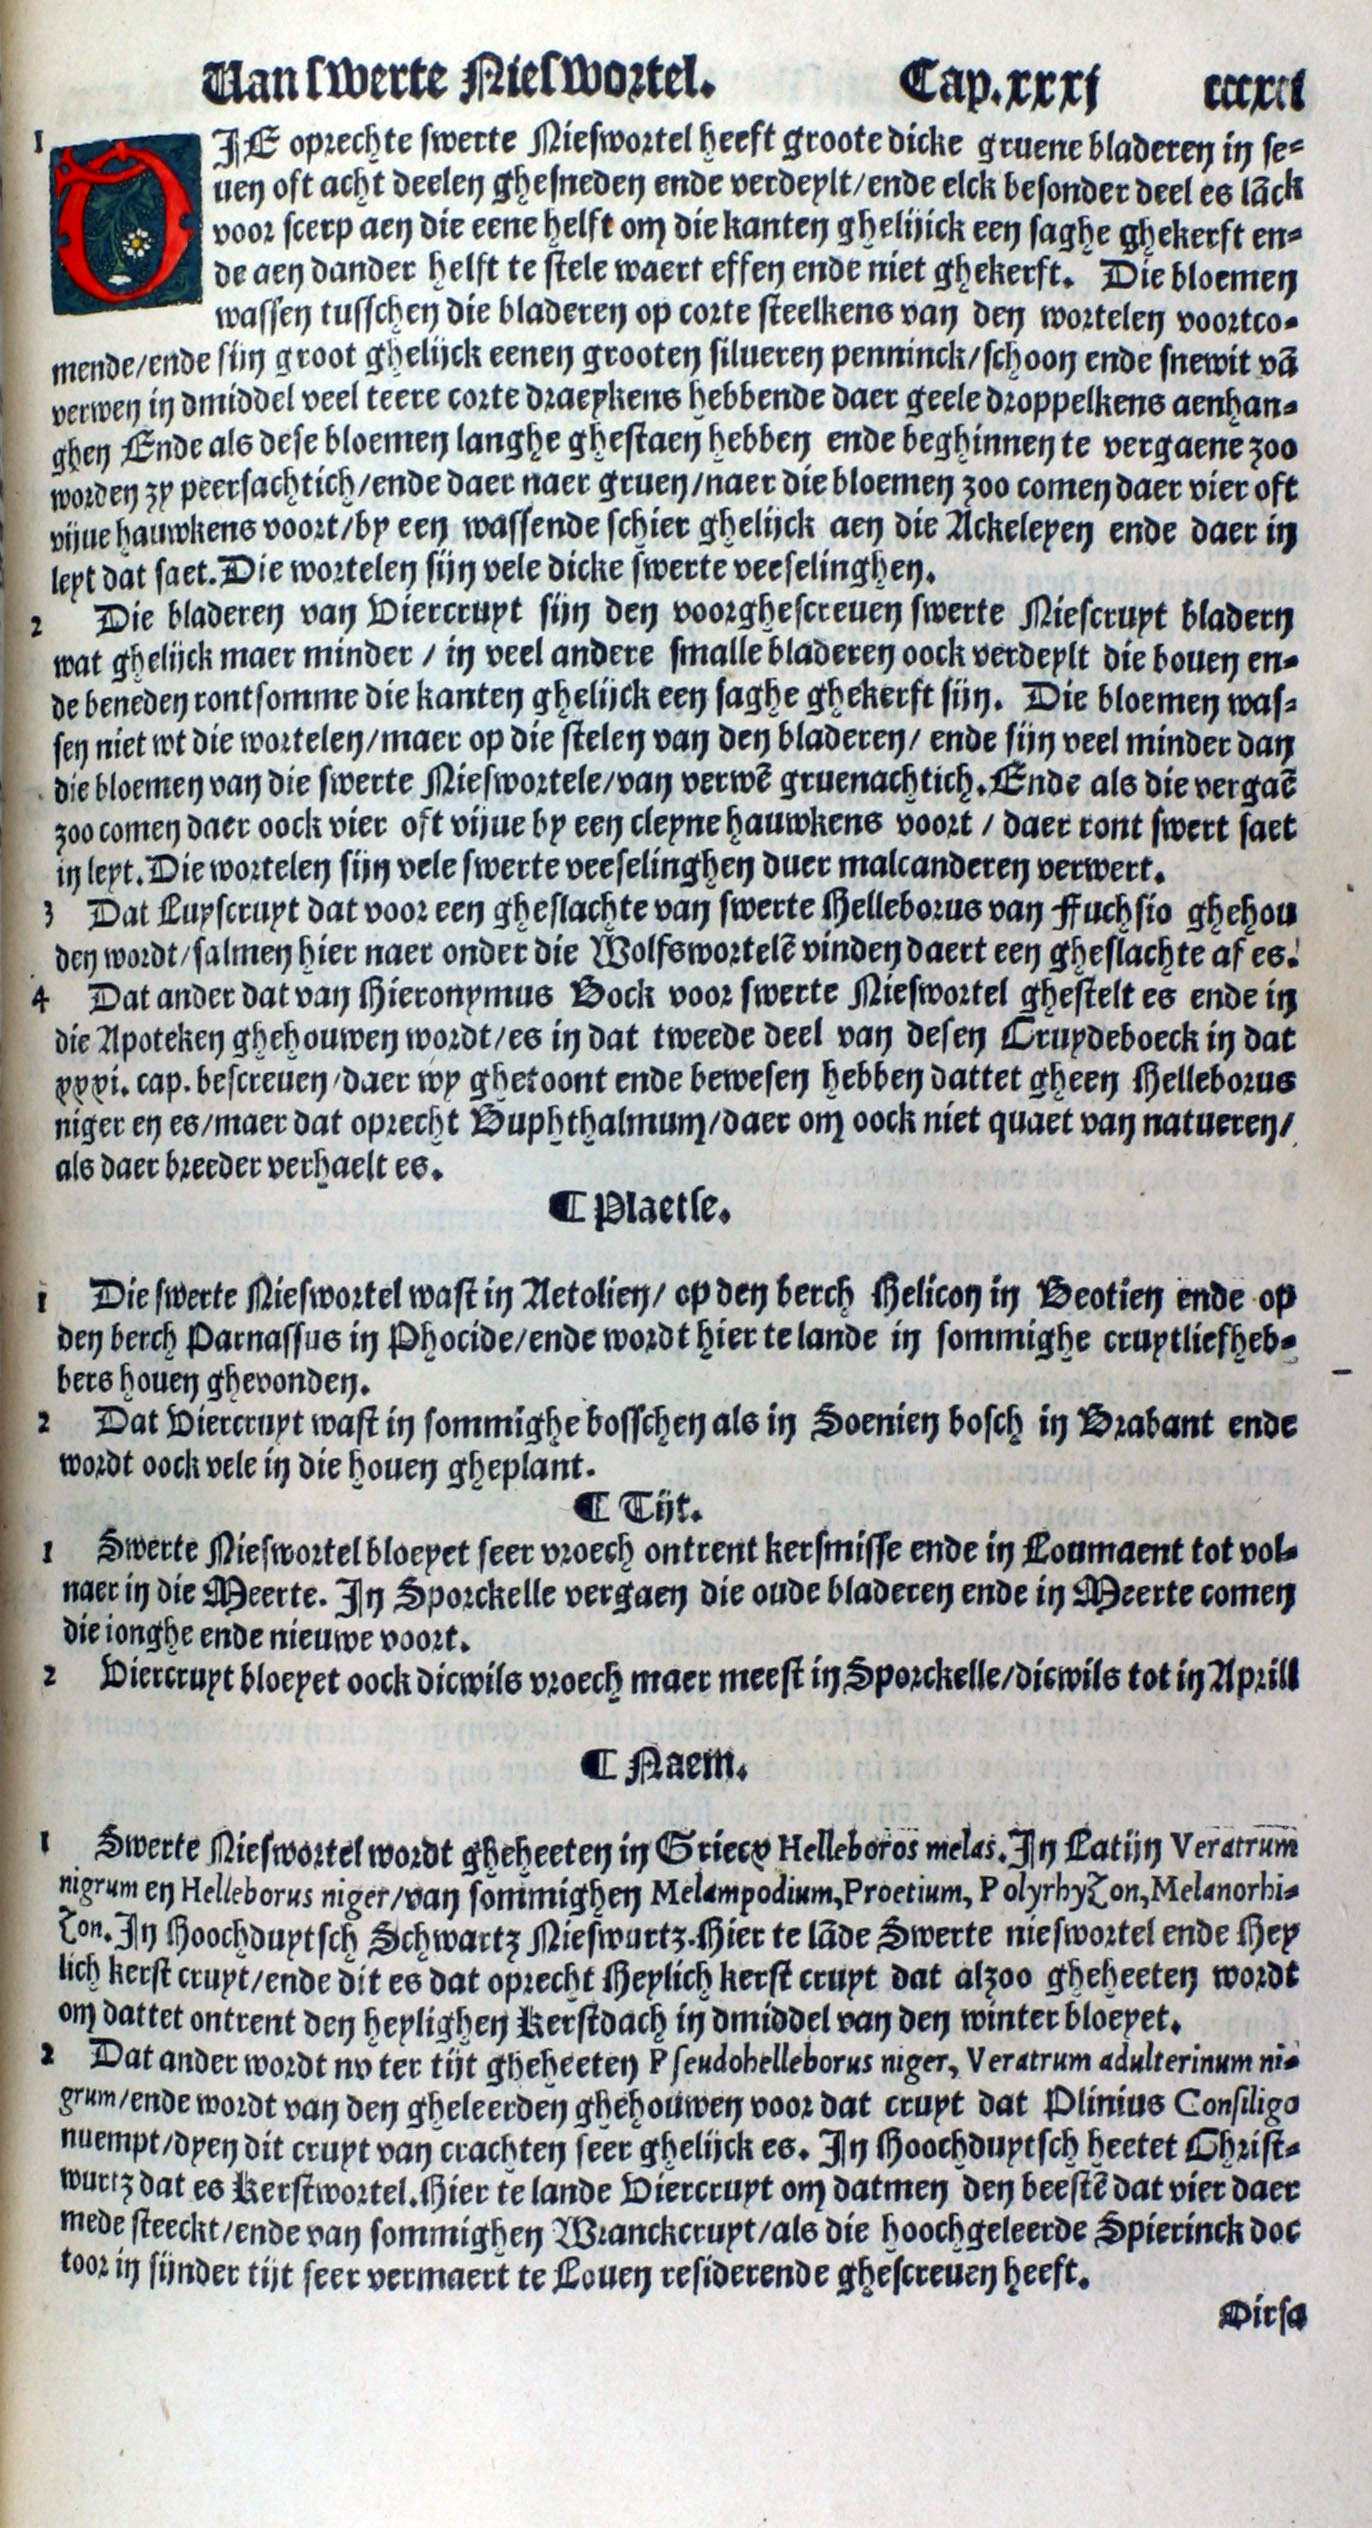 Van swerte Nieswortel. Cap.xxxj cccxci
1 DJE oprechte swerte Nieswortel heeft groote dicke gruene bladeren in se-
uen oft acht deelen ghesneden ende verdeylt/ende elck besonder deel es lāck
voor scerp aen die eene helft om die kanten ghelijick een saghe ghekerft en-
de aen dander helft te stele waert effen ende niet ghekerft. Die bloemen
wassen tusschen die bladeren op corte steelkens van den wortelen voortco-
mende/ende sijn groot ghelijck eenen grooten silueren penninck/schoon ende snewit vā
verwen in dmiddel veel teere corte draeykens hebbende daer geele droppelkens aenhan-
ghen Ende als dese bloemen langhe ghestaen hebben ende beghinnen te vergaene zoo
worden zy peersachtich/ende daer naer gruen/naer die bloemen zoo comen daer vier oft
vijue hauwkens voort/by een wassende schier ghelijck aen die Ackeleyen ende daer in
leyt dat saet. Die wortelen sijn vele dicke swerte veeselinghen.
2 Die bladeren van Viercruyt sijn den voorghescreuen swerte Niescruyt bladern
wat ghelijck maer minder / in veel andere smalle bladeren oock verdeylt die bouen en-
de beneden rontsomme die kanten ghelijck een saghe ghekerft sijn. Die bloemen was-
sen niet wt die wortelen/maer op die stelen van den bladeren/ ende sijn veel minder dan
die bloemen van die swerte Nieswortele/van verwē gruenachtich. Ende als die vergaē
zoo comen daer oock vier oft vijue by een cleyne hauwkens voort / daer ront swert saet
in leyt. Die wortelen sijn vele swerte veeselinghen duer malcanderen verwert.
3 Dat Luyscruyt dat voor een gheslachte van swerte Helleborus van Fuchsio ghehou
den wordt/salmen hier naer onder die Wolfswortelē vinden daert een gheslachte af es.
4 Dat ander dat van Hieronymus Bock voor swerte Nieswortel ghestelt es ende in
die Apoteken ghehouwen wordt/es in dat tweede deel van desen Cruydeboeck in dat
xxxi. cap. bescreuen/daer wy ghetoont ende bewesen hebben dattet gheen Helleborus
niger en es/maer dat oprecht Buphthalmum/daer om oock niet quaet van natueren/
als daer breeder verhaelt es.
¶ Plaetse.
1 Die swerte Nieswortel wast in Aetolien/ op den berch Helicon in Beotien ende op
den berch Parnassus in Phocide/ende wordt hier te lande in sommighe cruytliefheb-
bers houen ghevonden.
2 Dat Viercruyt wast in sommighe bosschen als in Soenien bosch in Brabant ende
wordt oock vele in die houen gheplant.
¶ Tijt.
1 Swerte Nieswortel bloeyet seer vroech ontrent kersmisse ende in Loumaent tot vol-
naer in die Meerte. Jn Sporckelle vergaen die oude bladeren ende in Meerte comen
die ionghe ende nieuwe voort.
2 Viercruyt bloeyet oock dicwils vroech maer meest in Sporckelle/dicwils tot in Aprill
¶ Naem.
1 Swerte Nieswortel wordt gheheeten in Griecx Helleboros melas. Jn Latijn Veratrum
nigrum en Helleborus niger/van sommighen Melampodium, Proetium, Polyrhyzon, Melanorhi-
zon. Jn Hoochduytsch Schwartz Nieswurtz. Hier te lāde Swerte nieswortel ende Hey
lich kerst cruyt/ende dit es dat oprecht Heylich kerst cruyt dat alzoo gheheeten wordt
om dattet ontrent den heylighen Kerstdach in dmiddel van den winter bloeyet.
2 Dat ander wordt nv ter tijt gheheeten Pseudohelleborus niger, Veratrum adulterinum ni-
grum/ende wordt van den gheleerden ghehouwen voor dat cruyt dat Plinius Consiligo
nuempt/dyen dit cruyt van crachten seer ghelijck es. Jn Hoochduytsch heetet Christ-
wurtz dat es Kerstwortel. Hier te lande Viercruyt om datmen den beestē dat vier daer
mede steeckt/ende van sommighen Wranckcruyt/als die hoochgeleerde Spierinck doc
toor in sijnder tijt seer vermaert te Louen residerende ghescreuen heeft.
Dirsa